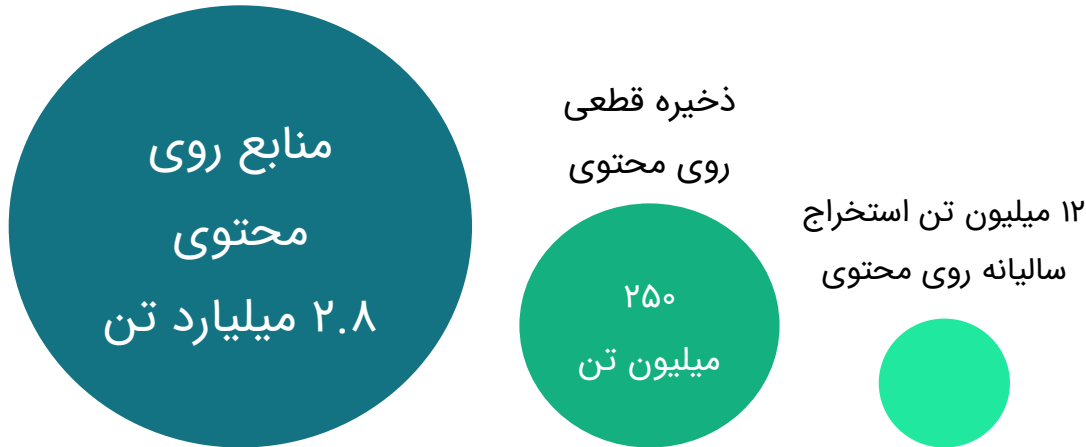 منابع روی
محتوی
۲.۸ میلیارد تن
ذخیره قطعی
روی محتوی
۲۵۰
میلیون تن
۱۲ میلیون تن استخراج
سالیانه روی محتوی